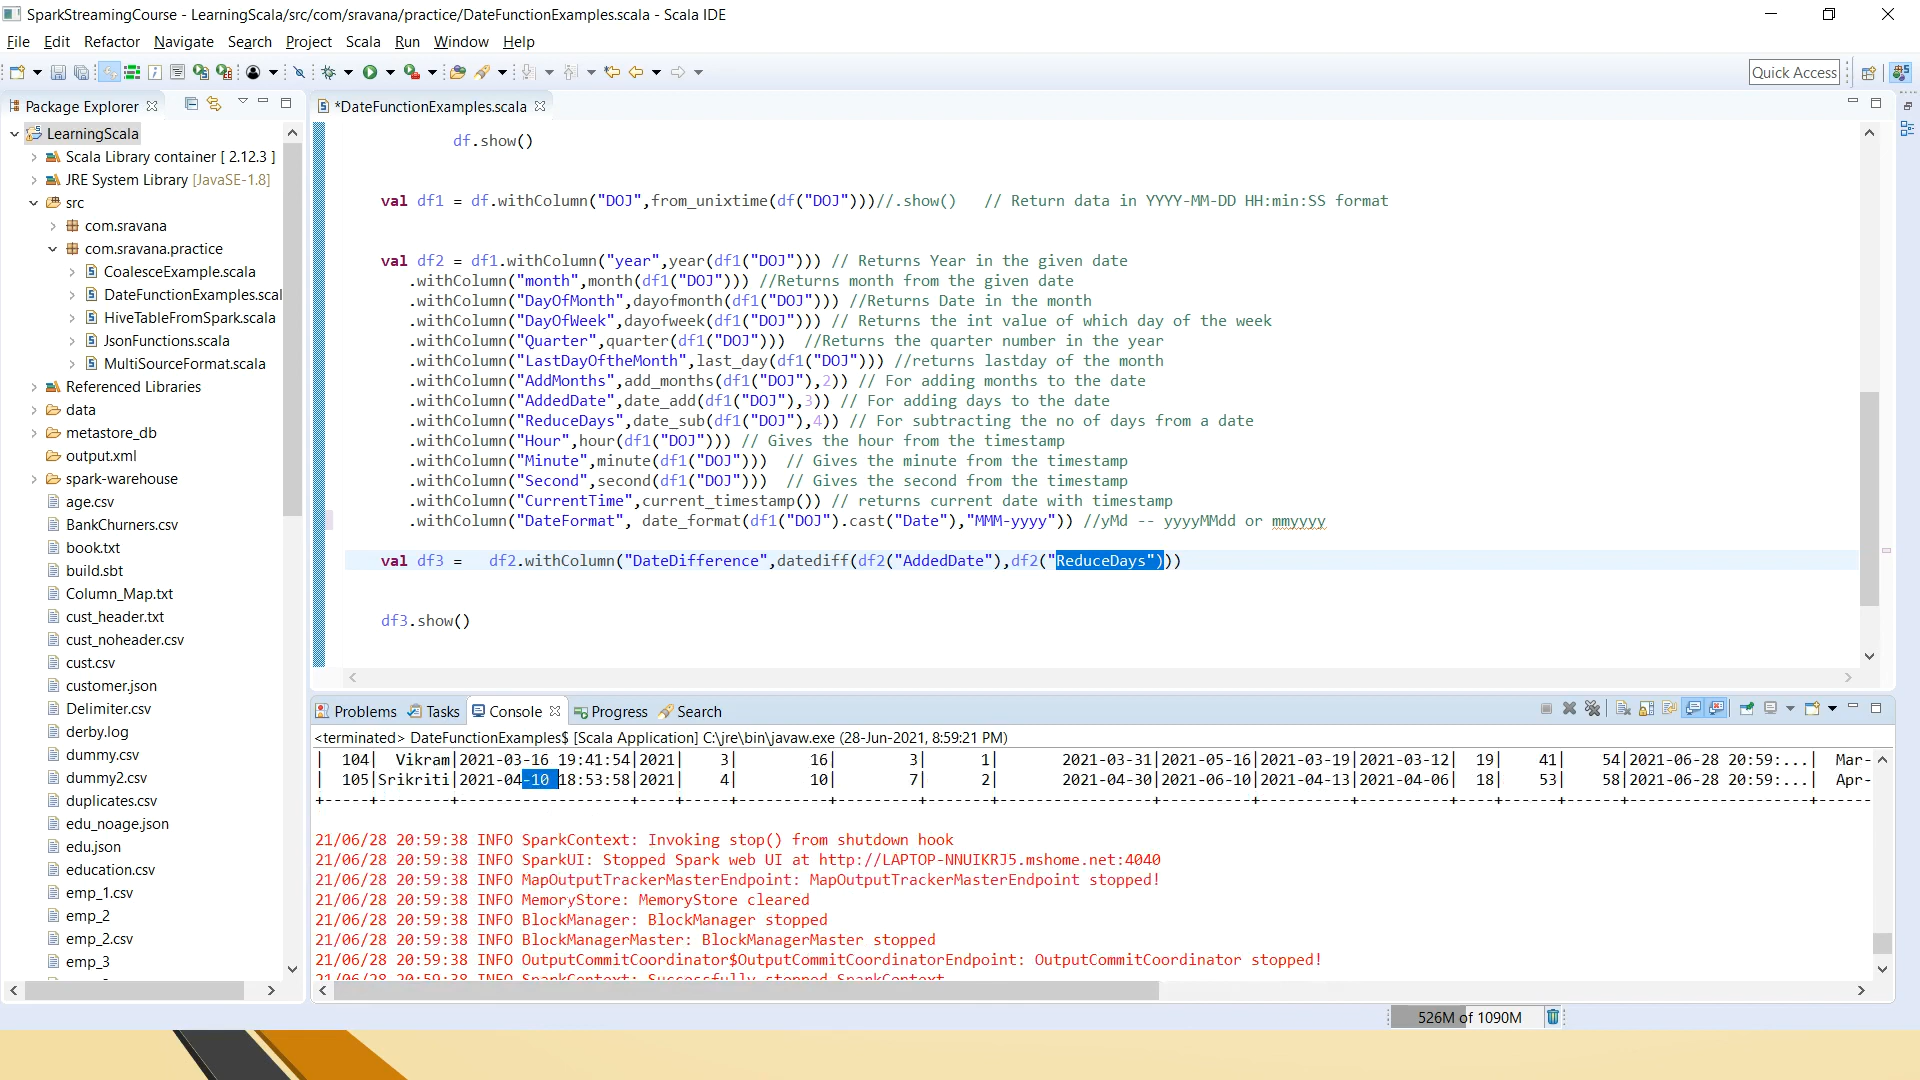 SparkStreamingCourse - LearningScala/src/com/sravana/practice/DateFunctionExamples.scala - Scala IDE
File Edit Refactor Navigate Search Project Scala Run Window Help
Quick Access
Package Explorer
LearningScala
Scala Library container [ 2.12.3 ]
JRE System Library [JavaSE-1.8]
src
com.sravana
com.sravana.practice
CoalesceExample.scala
DateFunctionExamples.scal
HiveTableFromSpark.scala
JsonFunctions.scala
MultiSourceFormat.scala
Referenced Libraries
data
metastore_db
output.xml
spark-warehouse
age.csv
BankChurners.csv
book.txt
build.sbt
Column_Map.txt
cust_header.txt
cust_noheader.csv
cust.csv
customer.json
Delimiter.csv
derby.log
dummy.csv
dummy2.csv
duplicates.csv
edu_noage.json
edu.json
education.csv
emp_1.csv
emp_2
emp_2.csv
emp_3
*DateFunctionExamples.scala
df.show()
val df1 = df.withColumn("DOJ",from_unixtime(df("DOJ")))//.show() // Return data in YYYY-MM-DD HH:min:SS format
val df2 = df1.withColumn("year",year(df1("DOJ"))) // Returns Year in the given date
.withColumn("month",month(df1("DOJ"))) //Returns month from the given date
.withColumn("DayOfMonth",dayofmonth(df1("DOJ"))) //Returns Date in the month
.withColumn("DayOfWeek",dayofweek(df1("DOJ"))) // Returns the int value of which day of the week
.withColumn("Quarter",quarter(df1("DOJ"))) //Returns the quarter number in the year
.withColumn("LastDayOftheMonth",last_day(df1("DOJ"))) //returns lastday of the month
.withColumn("AddMonths",add_months(df1("DOJ"),2)) // For adding months to the date
.withColumn("AddedDate",date_add(df1("DOJ"),3)) // For adding days to the date
.withColumn("ReduceDays",date_sub(df1("DOJ"),4)) // For subtracting the no of days from a date
.withColumn("Hour",hour(df1("DOJ"))) // Gives the hour from the timestamp
.withColumn("Minute",minute(df1("DOJ"))) // Gives the minute from the timestamp
.withColumn("Second",second(df1("DOJ"))) // Gives the second from the timestamp
.withColumn("CurrentTime",current_timestamp()) // returns current date with timestamp
.withColumn("DateFormat", date_format(df1("DOJ").cast("Date"),"MMM-yyyy")) //yMd -- yyyyMMdd or mmyyyy
val df3 = df2.withColumn("DateDifference",datediff(df2("AddedDate"),df2("ReduceDays")))
df3.show()
Problems Tasks Console Progress Search
<terminated> DateFunctionExamples$ [Scala Application] C:\jre\bin\javaw.exe (28-Jun-2021, 8:59:21 PM)
| 104| Vikram|2021-03-16 19:41:54|2021| 3| 16| 3| 1| 2021-03-31|2021-05-16|2021-03-19|2021-03-12| 19| 41| 54|2021-06-28 20:59:...| Mar-
| 105|Srikriti|2021-04-10 18:53:58|2021| 4| 10| 7| 2| 2021-04-30|2021-06-10|2021-04-13|2021-04-06| 18| 53| 58|2021-06-28 20:59:...| Apr-
21/06/28 20:59:38 INFO SparkContext: Invoking stop() from shutdown hook
21/06/28 20:59:38 INFO SparkUI: Stopped Spark web UI at http://LAPTOP-NNUIKRJ5.mshome.net:4040
21/06/28 20:59:38 INFO MapOutputTrackerMasterEndpoint: MapOutputTrackerMasterEndpoint stopped!
21/06/28 20:59:38 INFO MemoryStore: MemoryStore cleared
21/06/28 20:59:38 INFO BlockManager: BlockManager stopped
21/06/28 20:59:38 INFO BlockManagerMaster: BlockManagerMaster stopped
21/06/28 20:59:38 INFO OutputCommitCoordinator$OutputCommitCoordinatorEndpoint: OutputCommitCoordinator stopped!
21/06/28 20:59:38 INFO SparkContext: Successfully stopped SparkContext
526M of 1090M